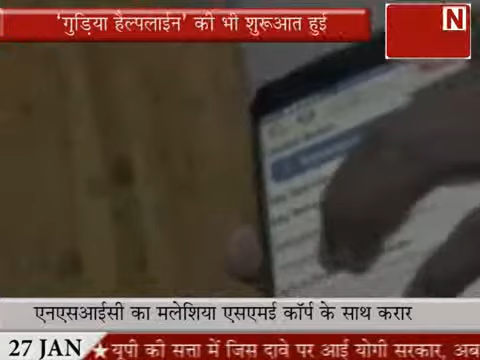 ‘गुड़िया हैल्पलाईन’ की भी शुरूआत हुई
N
एनएसआईसी का मलेशिया एसएमई कॉर्प के साथ करार
27 JAN ★यूपी की सत्ता में जिस दावे पर आई योगी सरकार, अब